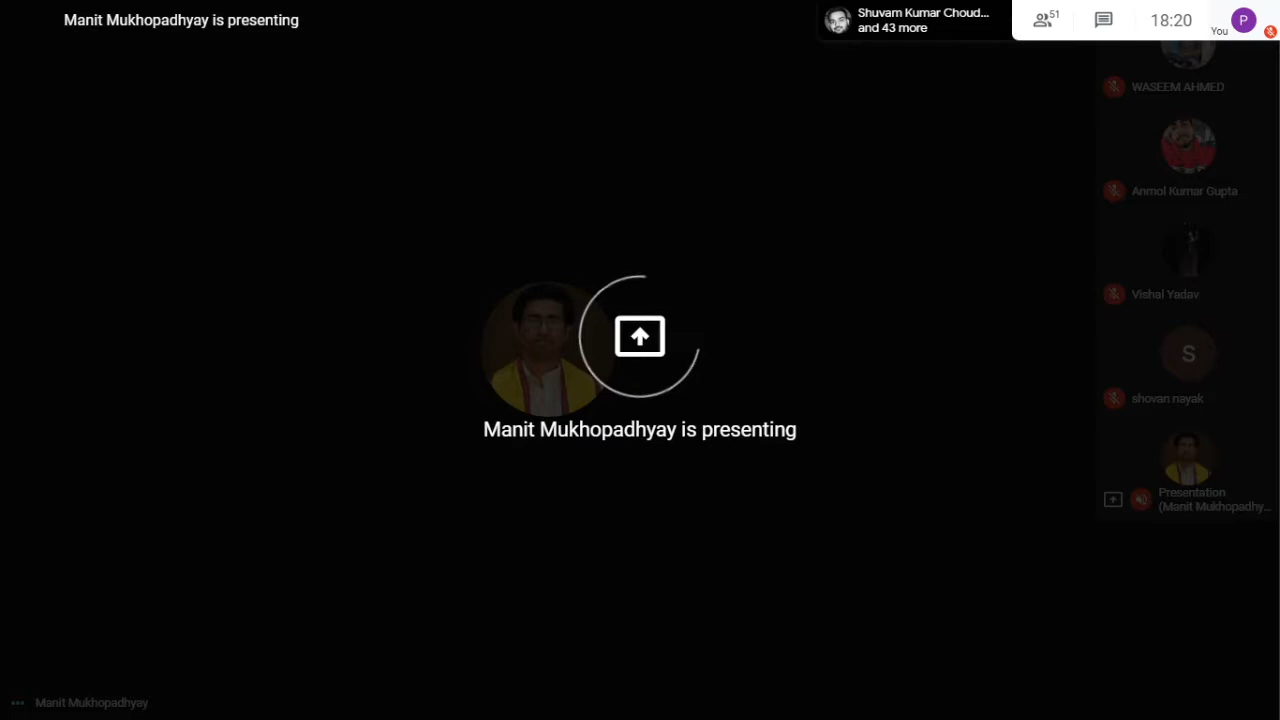 Manit Mukhopadhyay is presenting
Shuvam Kumar Choud...
and 43 more
51
18:20
You
P
WASEEM AHMED
Anmol Kumar Gupta
Vishal Yadav
S
shovan nayak
Manit Mukhopadhyay is presenting
Presentation
(Manit Mukhopadhy...
Manit Mukhopadhyay